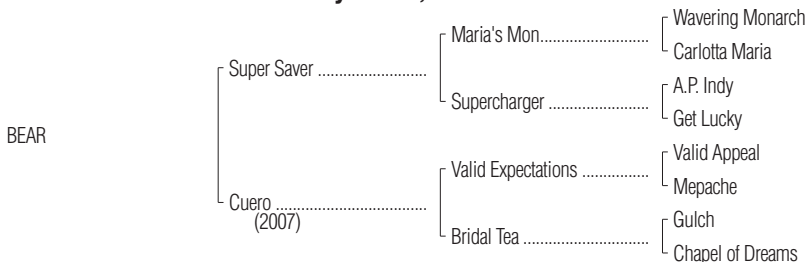 Wavering Monarch
Maria's Mon..........................
Carlotta Maria
Super Saver ..........................
A.P. Indy
Supercharger ........................
Get Lucky
BEAR
Valid Appeal
Valid Expectations ................
Mepache
Cuero ....................................
(2007)
Gulch
Bridal Tea ..............................
Chapel of Dreams